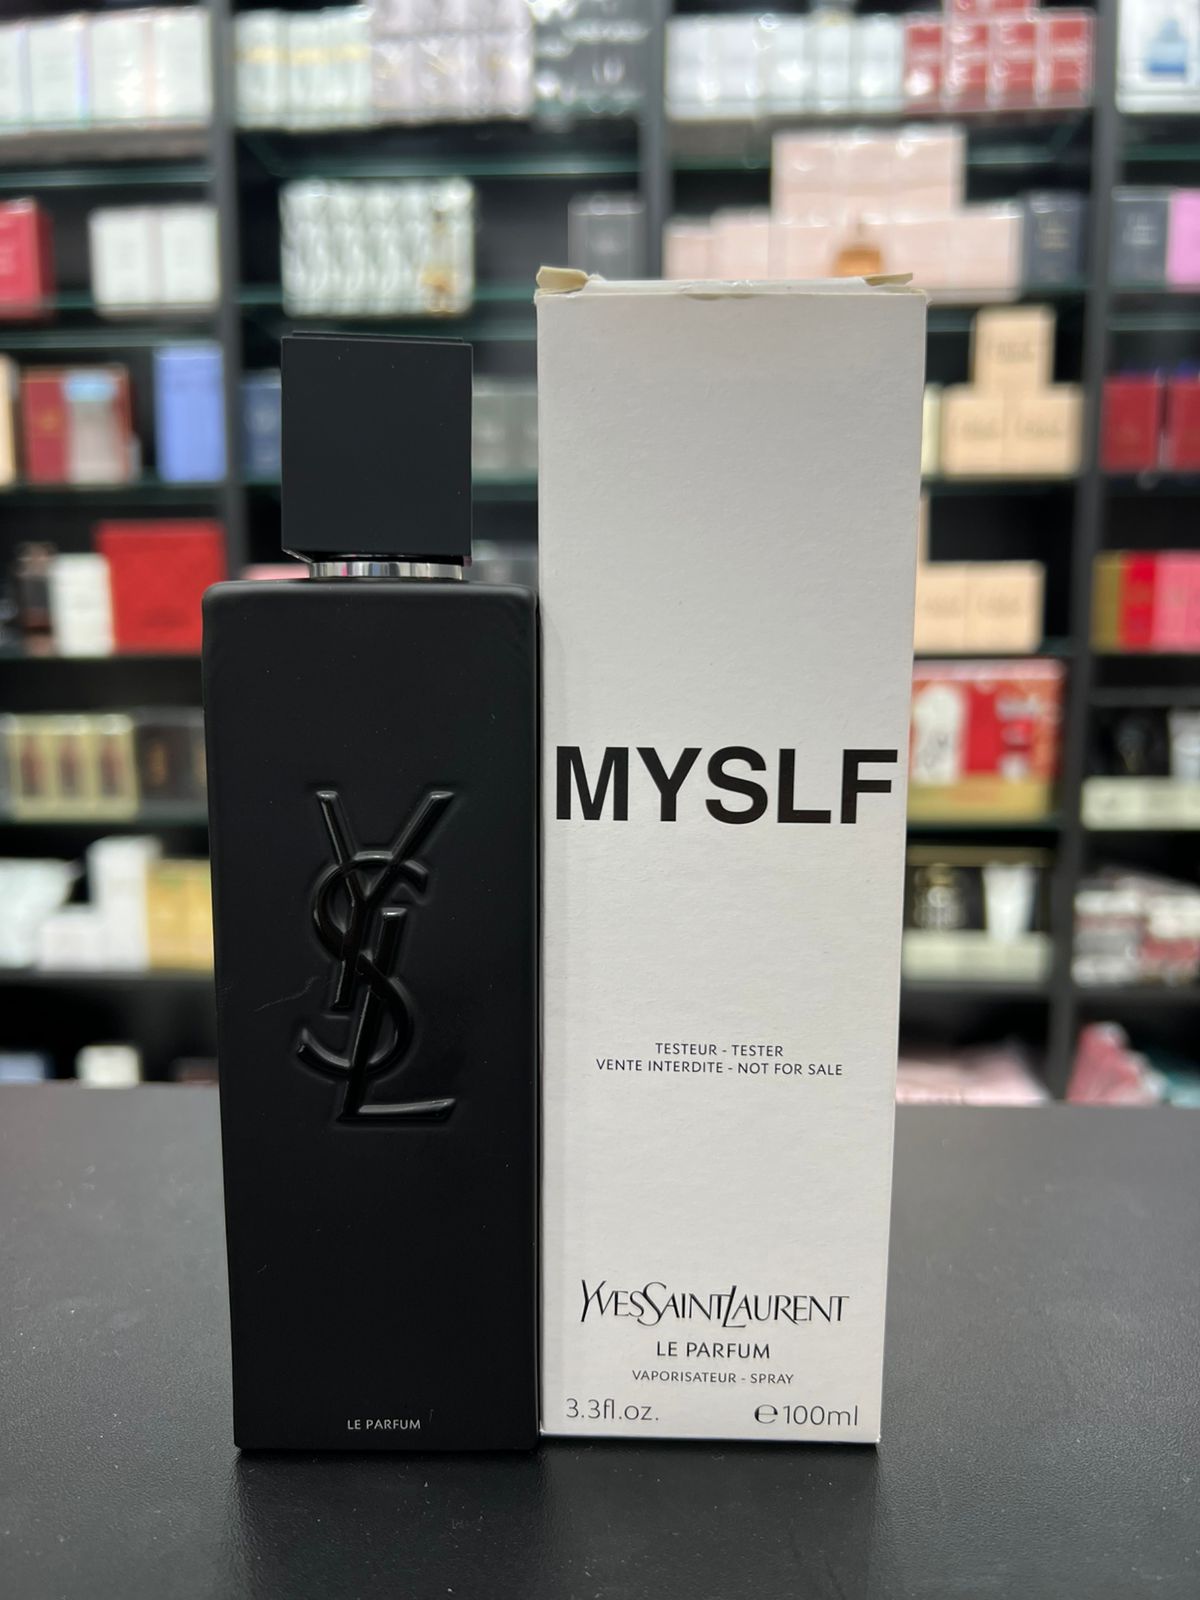 YSL
LE PARFUM
MYSLF
TESTEUR - TESTER
VENTE INTERDITE - NOT FOR SALE
YVESSAINTLAURENT
LE PARFUM
VAPORISATEUR - SPRAY
3.3fl.oz. ℮100ml